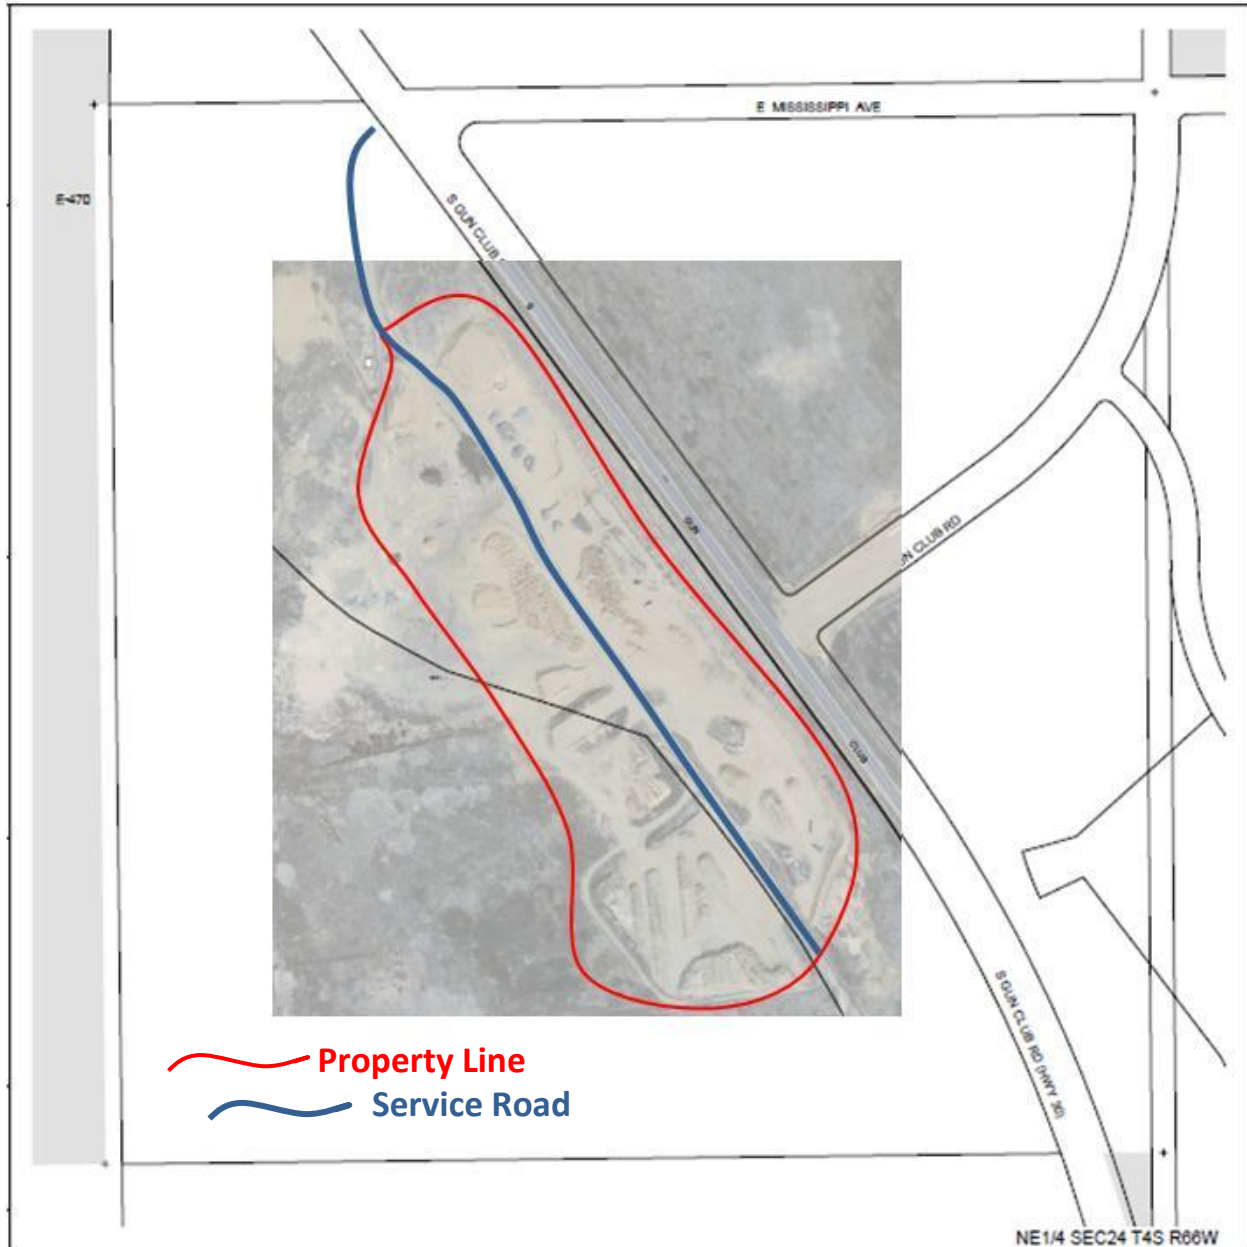 E MISSISSIPPI AVE
E-470
S GUN CLUB
S
GUN
UN CLUB RD
CLUB
S GUN CLUB RD (HWY 30)
Property Line
Service Road
NE1/4 SEC24 T4S R66W